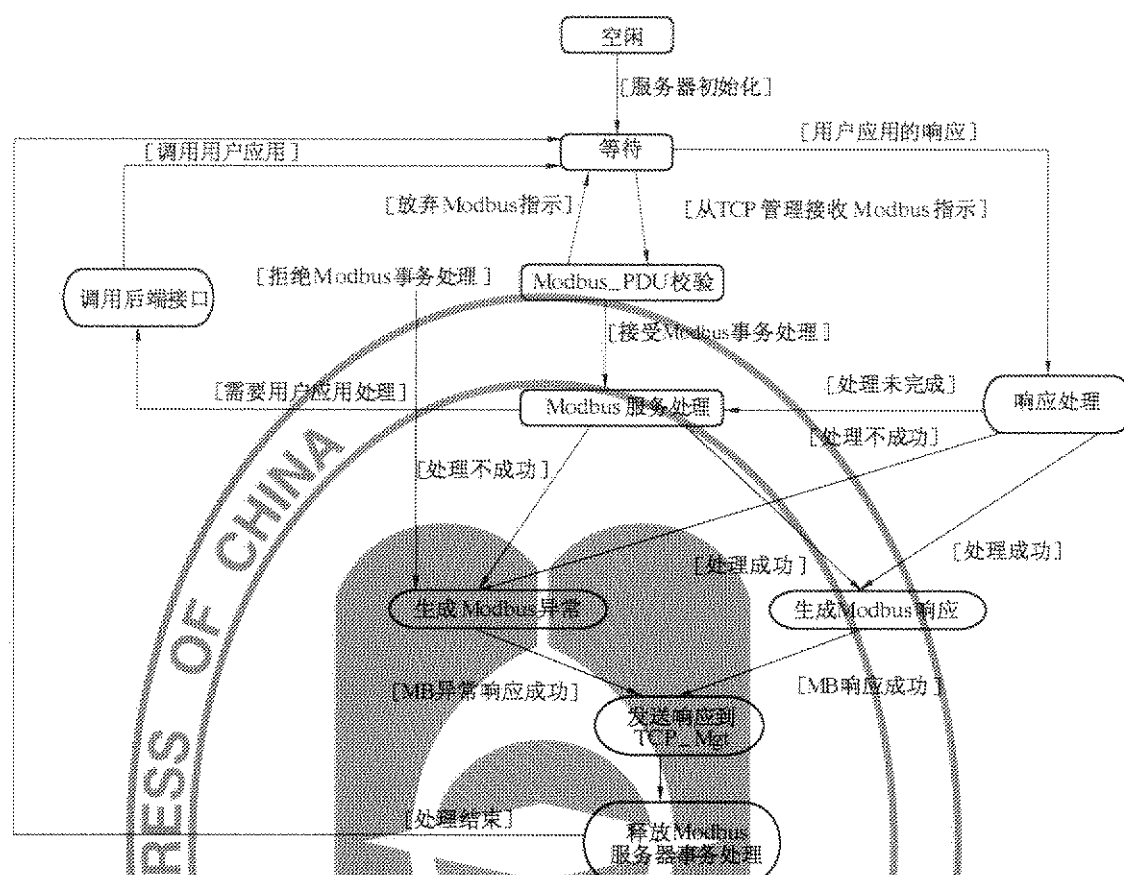 空闲
[服务器初始化]
[用户应用的响应]
等待
[调用用户应用]
[放弃Modbus指示]
[从TCP管理接收Modbus指示]
[拒绝Modbus事务处理]
Modbus_PDU校验
调用后端接口
[接受Modbus事务处理]
[需要用户应用处理]
[处理未完成]
Modbus 服务处理
响应处理
[处理不成功]
[处理不成功]
[处理成功]
[处理成功]
生成 Modbus异常
生成Modbus响应
[MB异常响应成功]
[MB响应成功]
发送响应到
TCP_Mgt
[处理结束]
释放Modbus
服务器事务处理
RESS OF CHINA